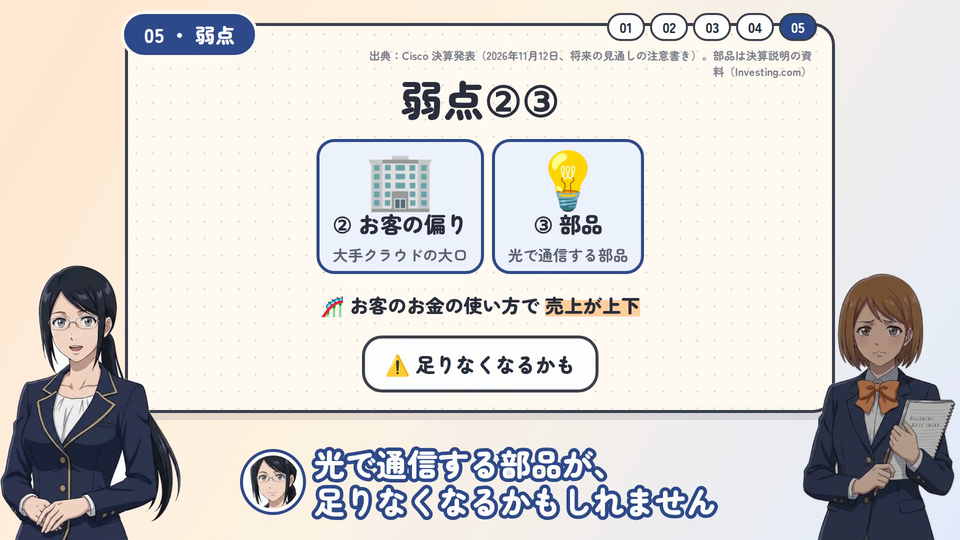 05 ・ 弱点
01 02 03 04 05
出典：Cisco 決算発表（2026年11月12日、将来の見通しの注意書き）。部品は決算説明の資
料（Investing.com）
弱点②③
② お客の偏り
大手クラウドの大口
③ 部品
光で通信する部品
お客のお金の使い方で 売上が上下
⚠️ 足りなくなるかも
光で通信する部品が、
足りなくなるかもしれません